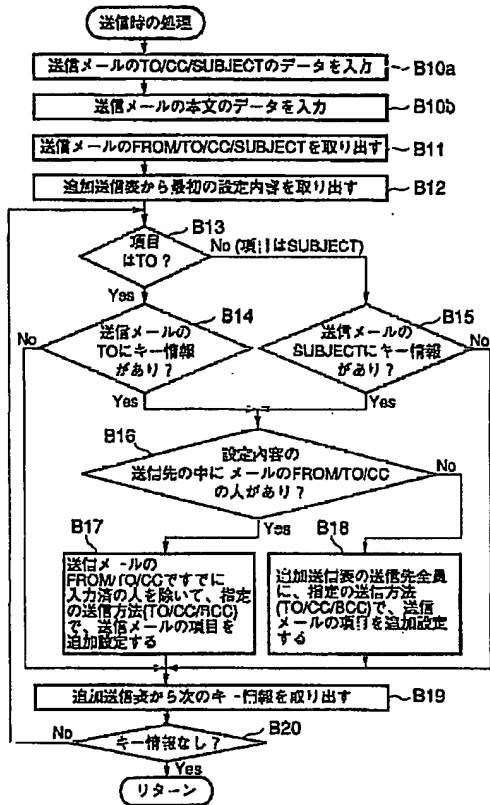 送信時の処理
送信メールのTO/CC/SUBJECTのデータを入力
B10a
送信メールの本文のデータを入力
B10b
送信メールのFROM/TO/CC/SUBJECTを取り出す
B11
追加送信表から最初の設定内容を取り出す
B12
B13
項目
はTO?
No (項目はSUBJECT)
Yes
B14
送信メールの
TOにキー情報
があり?
No
Yes
B15
送信メールの
SUBJECTにキー情報
があり?
No
Yes
B16
設定内容の
送信先の中に メールのFROM/TO/CC
の人があり?
No
Yes
B17
送信メールの
FROM/TO/CCですでに
入力済の人を除いて、指定
の送信方法(TO/CC/BCC)
で、送信メールの項目を
追加設定する
B18
追加送信表の送信先全員
に、指定の送信方法
(TO/CC/BCC)で、送信
メールの項目を追加設定
する
追加送信表から次のキー情報を取り出す
B19
B20
No
キー情報なし?
Yes
リターン